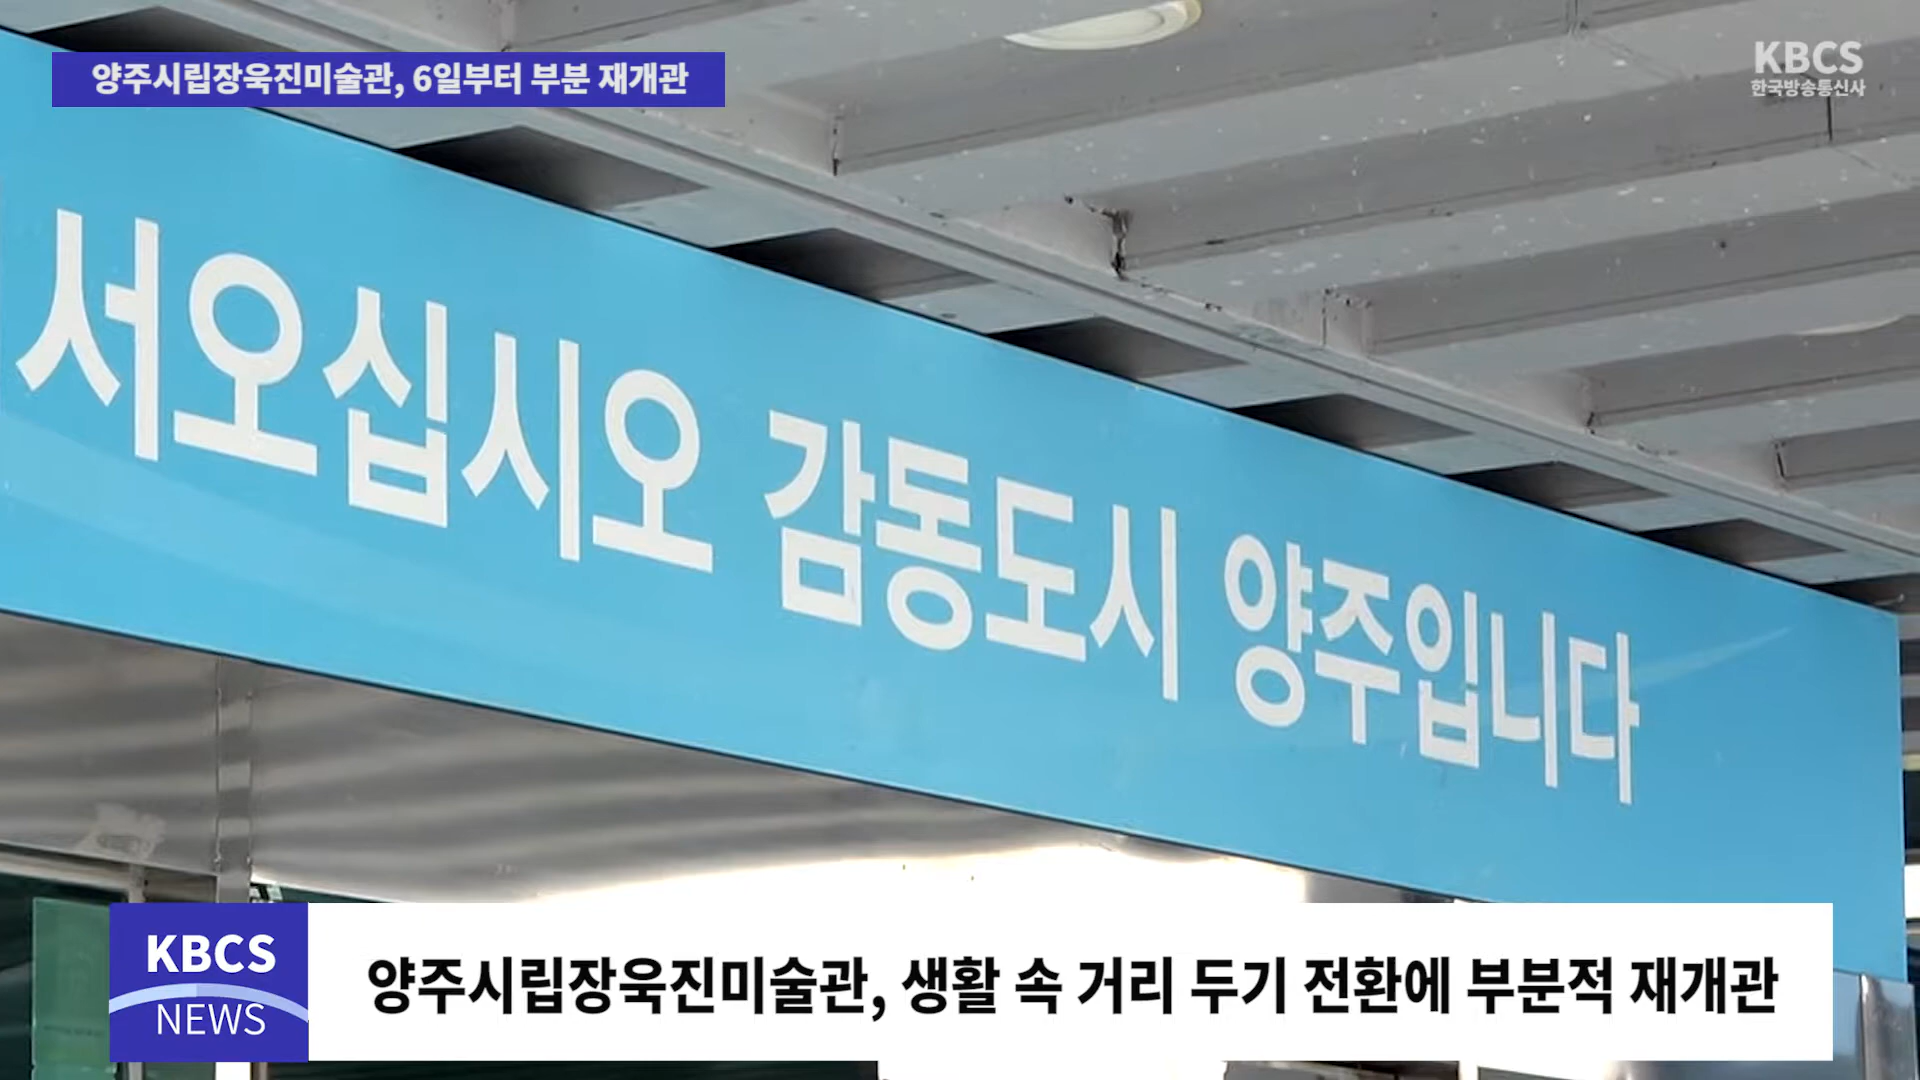 양주시립장욱진미술관, 6일부터 부분 재개관
KBCS
한국방송통신사
서오십시오 감동도시 양주입니다
KBCS
NEWS
양주시립장욱진미술관, 생활 속 거리 두기 전환에 부분적 재개관